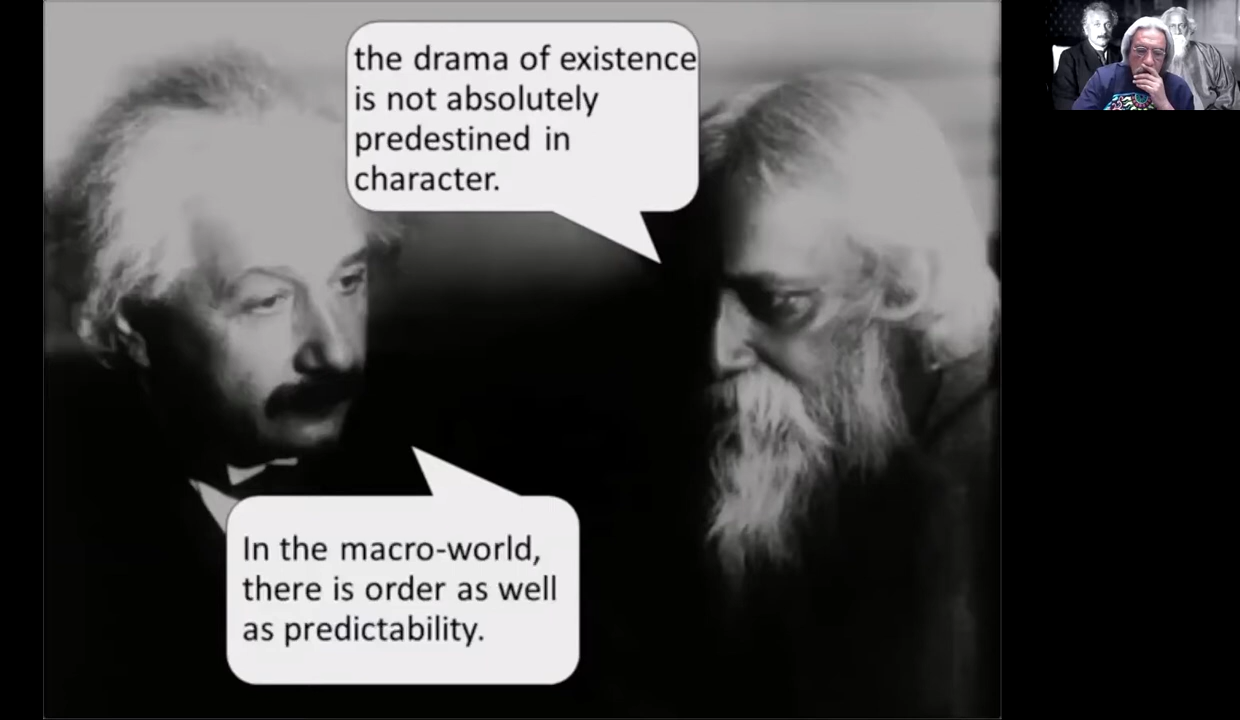 the drama of existence
is not absolutely
predestined in
character.
In the macro-world,
there is order as well
as predictability.